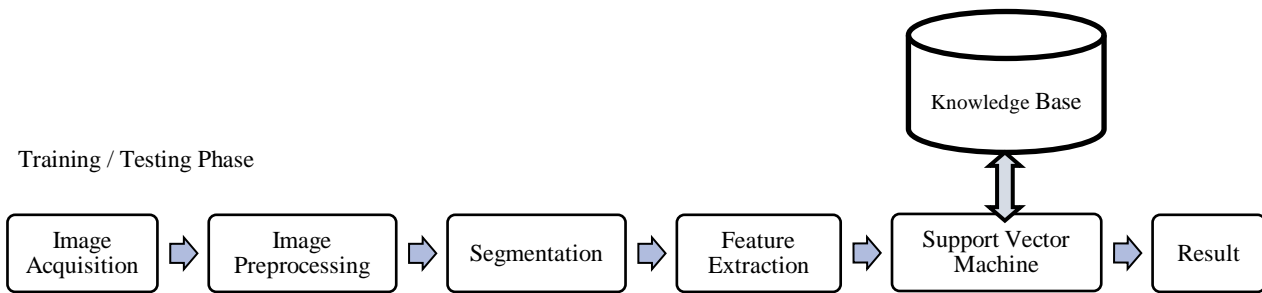 Knowledge Base
Training / Testing Phase
Image
Acquisition
Image
Preprocessing
Segmentation
Feature
Extraction
Support Vector
Machine
Result